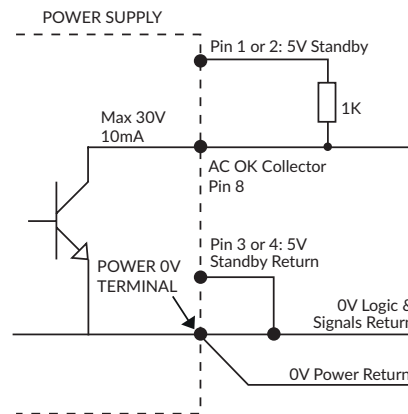 POWER SUPPLY
Pin 1 or 2: 5V Standby
1K
Max 30V
10mA
AC OK Collector
Pin 8
Pin 3 or 4: 5V
Standby Return
POWER 0V
TERMINAL
0V Logic &
Signals Return
0V Power Return